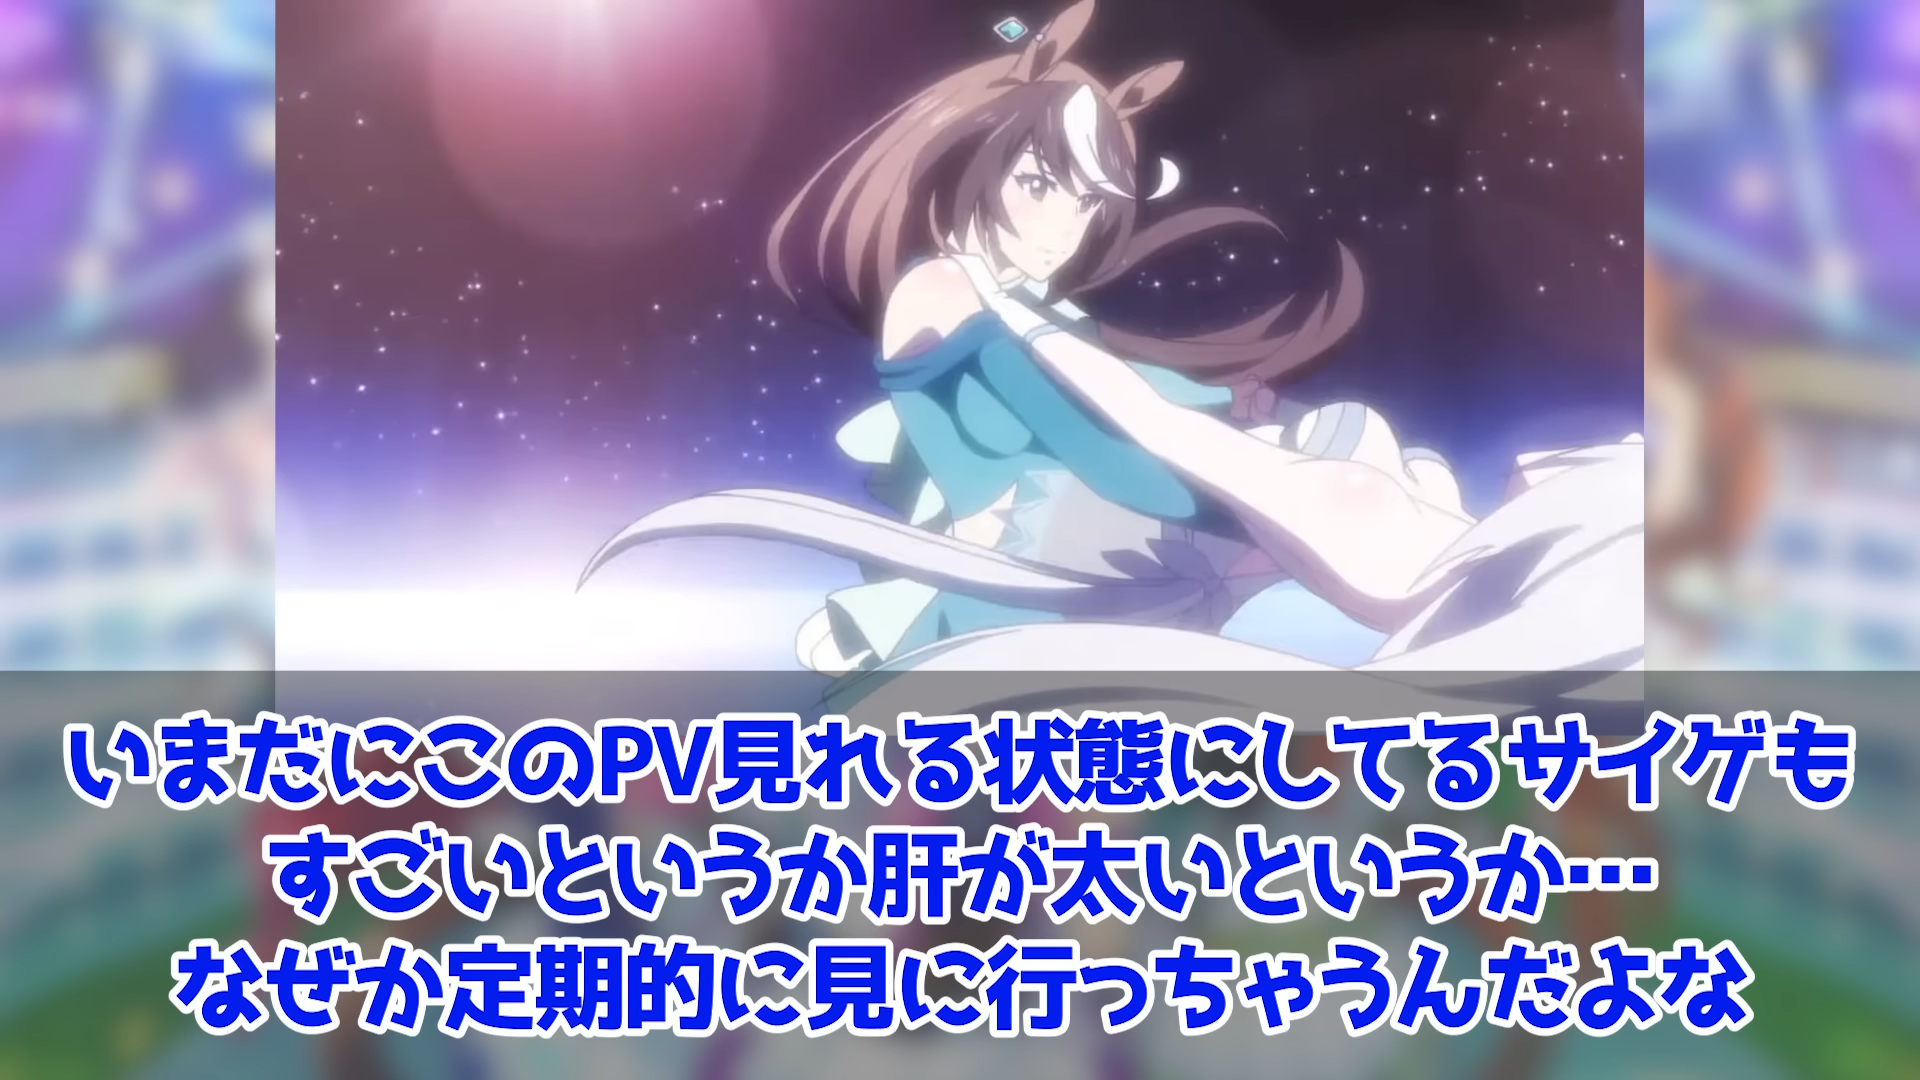 いまだにこのPV見れる状態にしてるサイゲも
すごいというか肝が太いというか…
なぜか定期的に見に行っちゃうんだよな